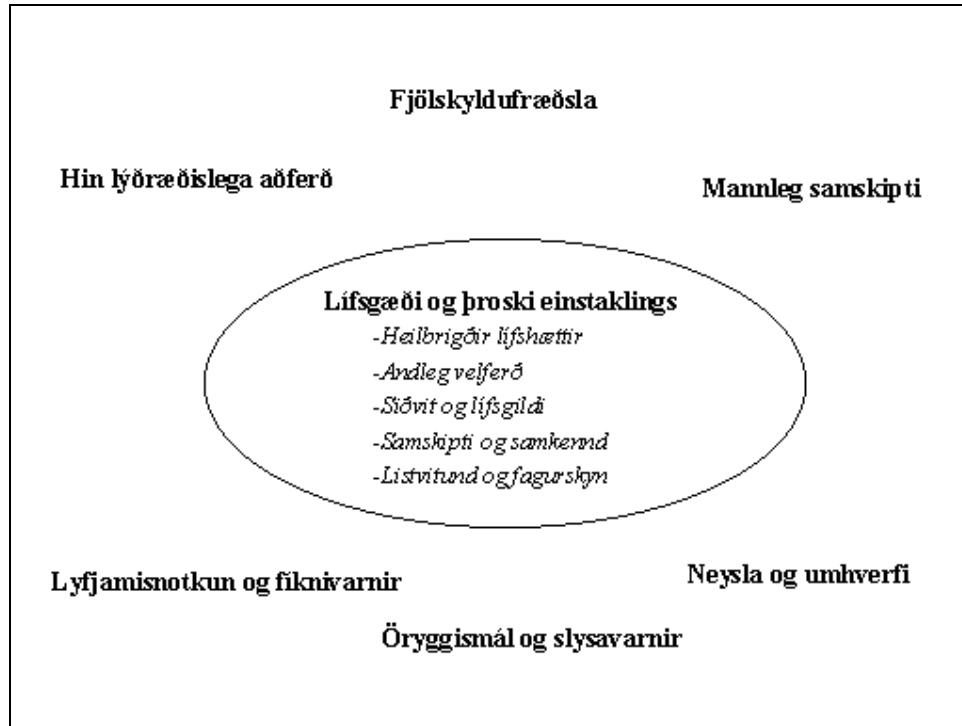 Fjölskyldufræðsla
Hin lýðræðislega aðferð
Mannleg samskipti
Lífsgæði og þroski einstaklings
-Heilbrigðir lífshættir
-Andleg velferð
-Siðvit og lífsgildi
-Samskipti og samkennd
-Listvitund og fagurskyn
Neysla og umhverfi
Lyfjamisnotkun og fíknivarnir
Öryggismál og slysavarnir